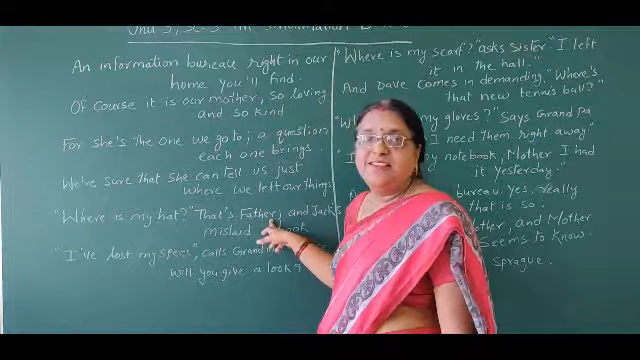 An information bureau right in our
home you'll find.
Of Course it is our mother, so loving
and so kind
For she's the one we go to; a question
each one brings.
We're sure that she can tell us just
where we left our things
"Where is my hat?" That's Father; and Jack's
mislaid book
"I've lost my specs", calls Grand
will you give a look?
"Where is my scarf?" asks Sister "I left
it in the hall."
And Dave comes in demanding "Where's
that new tennis ball?"
my gloves?" Says Grand pa
I need them right away."
my notebook, Mother I had
it yesterday."
bureau, yes, really
that is so.
and Mother
Seems to know.
Sprague.